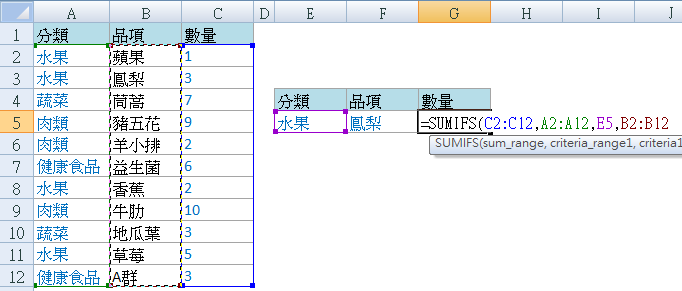 A B C D E F G H I J
1 分類 品項 數量
2 水果 蘋果 1
3 水果 鳳梨 3
4 蔬菜 茼蒿 7 分類 品項 數量
5 肉類 豬五花 9 水果 鳳梨 =SUMIFS(C2:C12,A2:A12,E5,B2:B12
6 肉類 羊小排 2 SUMIFS(sum_range, criteria_range1, criteria1
7 健康食品 益生菌 6
8 水果 香蕉 2
9 肉類 牛肋 10
10 蔬菜 地瓜葉 3
11 水果 草莓 5
12 健康食品 A群 3